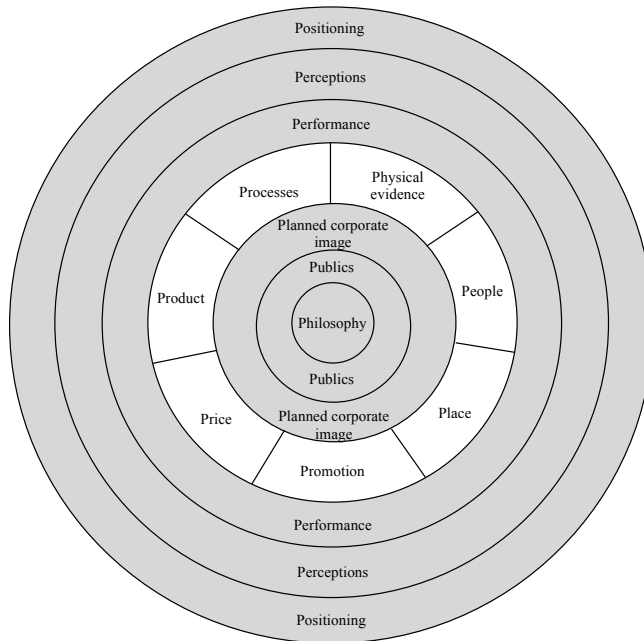 Positioning
Perceptions
Performance
Processes
Physical
evidence
Planned corporate
image
Publics
Product
Philosophy
People
Publics
Planned corporate
image
Price
Place
Promotion
Performance
Perceptions
Positioning